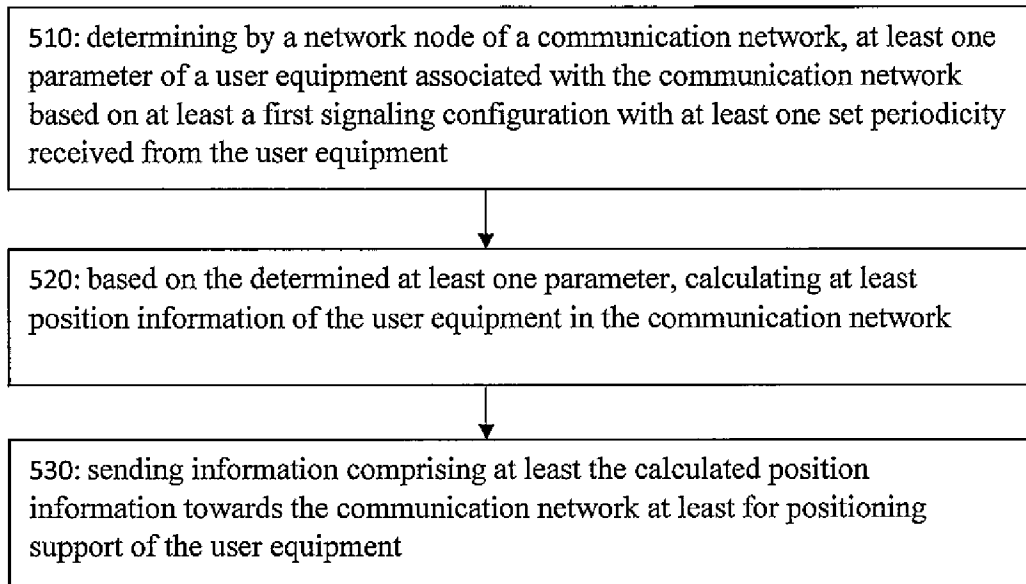 510: determining by a network node of a communication network, at least one
parameter of a user equipment associated with the communication network
based on at least a first signaling configuration with at least one set periodicity
received from the user equipment
520: based on the determined at least one parameter, calculating at least
position information of the user equipment in the communication network
530: sending information comprising at least the calculated position
information towards the communication network at least for positioning
support of the user equipment